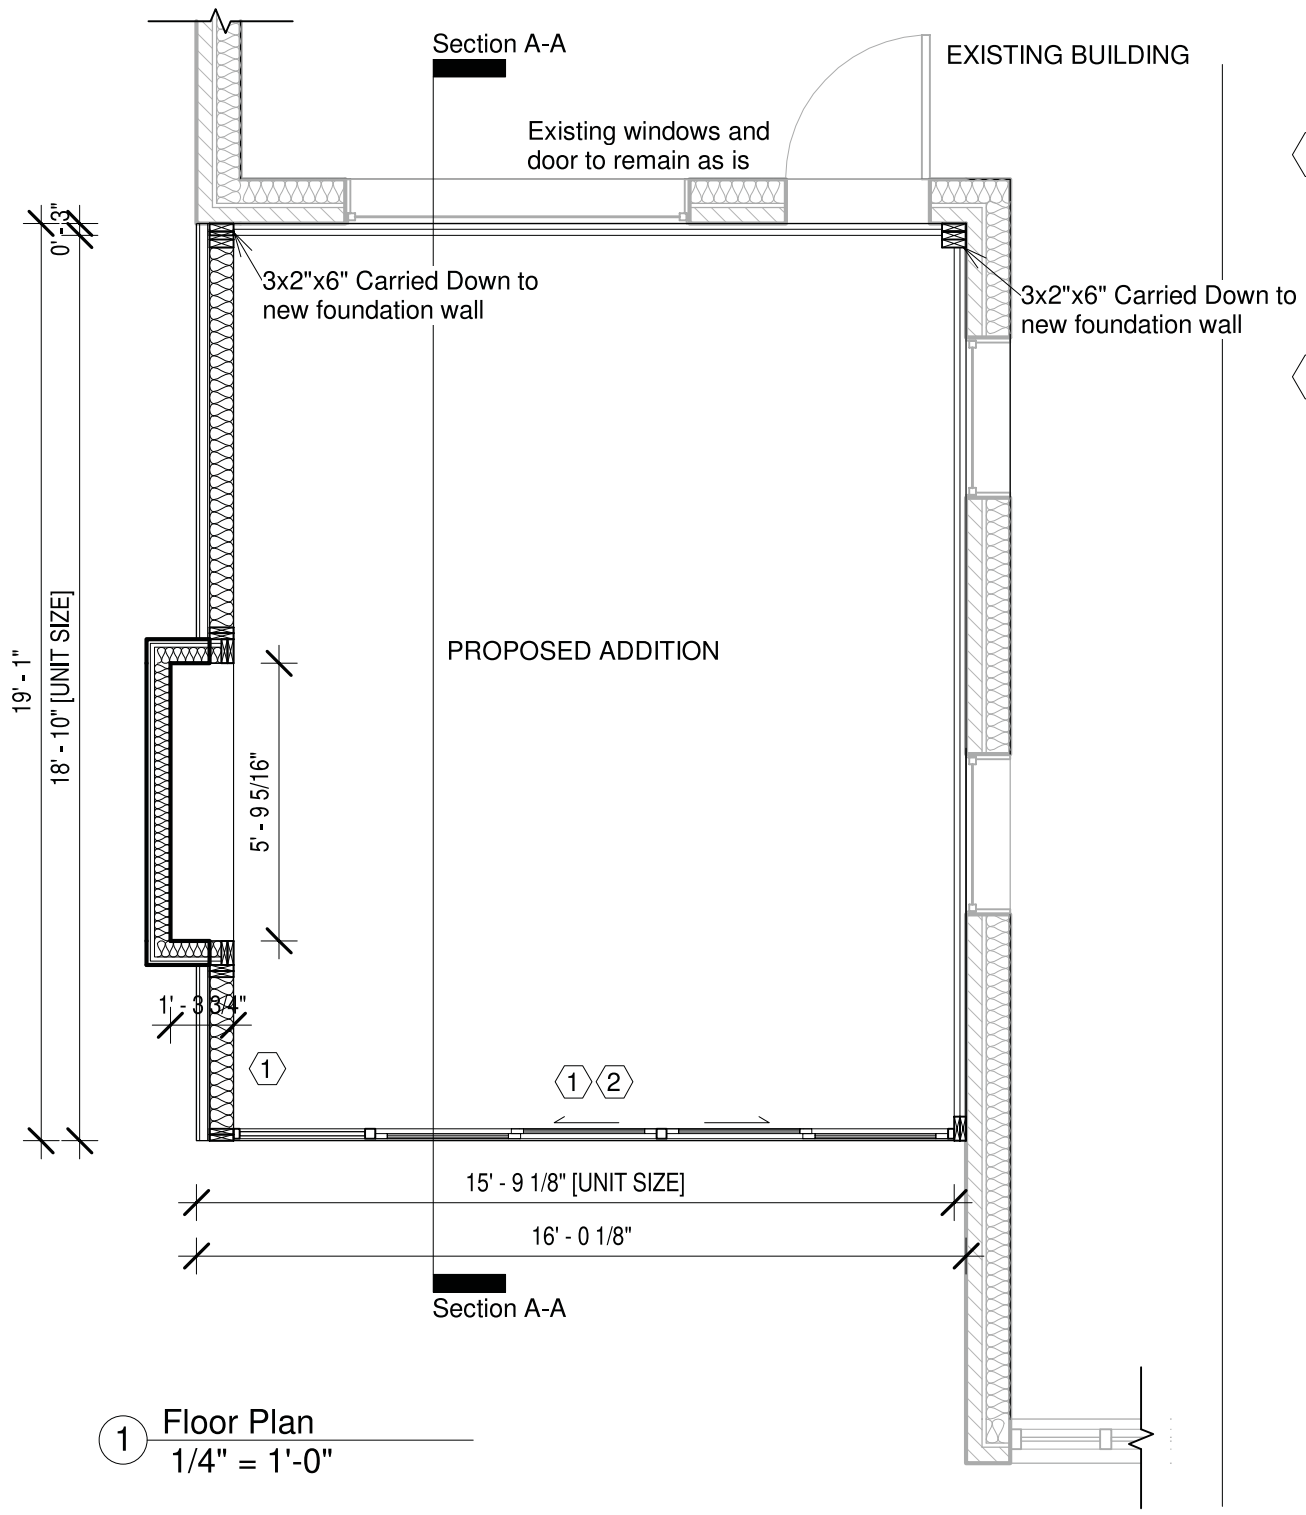 Section A-A
EXISTING BUILDING
Existing windows and
door to remain as is
0' - 3"
3x2"x6" Carried Down to
new foundation wall
3x2"x6" Carried Down to
new foundation wall
19' - 1"
18' - 10" [UNIT SIZE]
PROPOSED ADDITION
5' - 9 5/16"
1' - 3 3/4"
1
1 2
15' - 9 1/8" [UNIT SIZE]
16' - 0 1/8"
Section A-A
1
Floor Plan
1/4" = 1'-0"